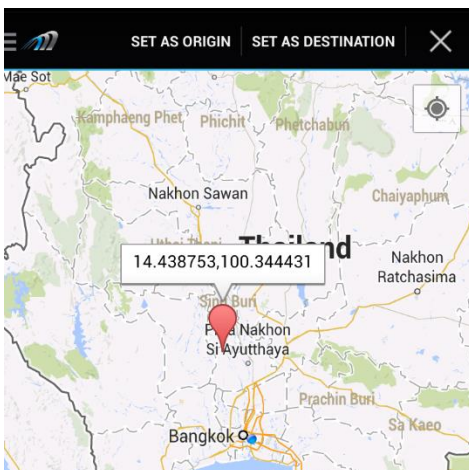 SET AS ORIGIN SET AS DESTINATION
Mae Sot
Kamphaeng Phet
Phichit
Phetchabun
Nakhon Sawan
Chaiyaphum
Thailand
14.438753,100.344431
Nakhon
Ratchasima
Sing Buri
Nakhon
Si Ayutthaya
Prachin Buri
Sa Kaeo
Bangkok